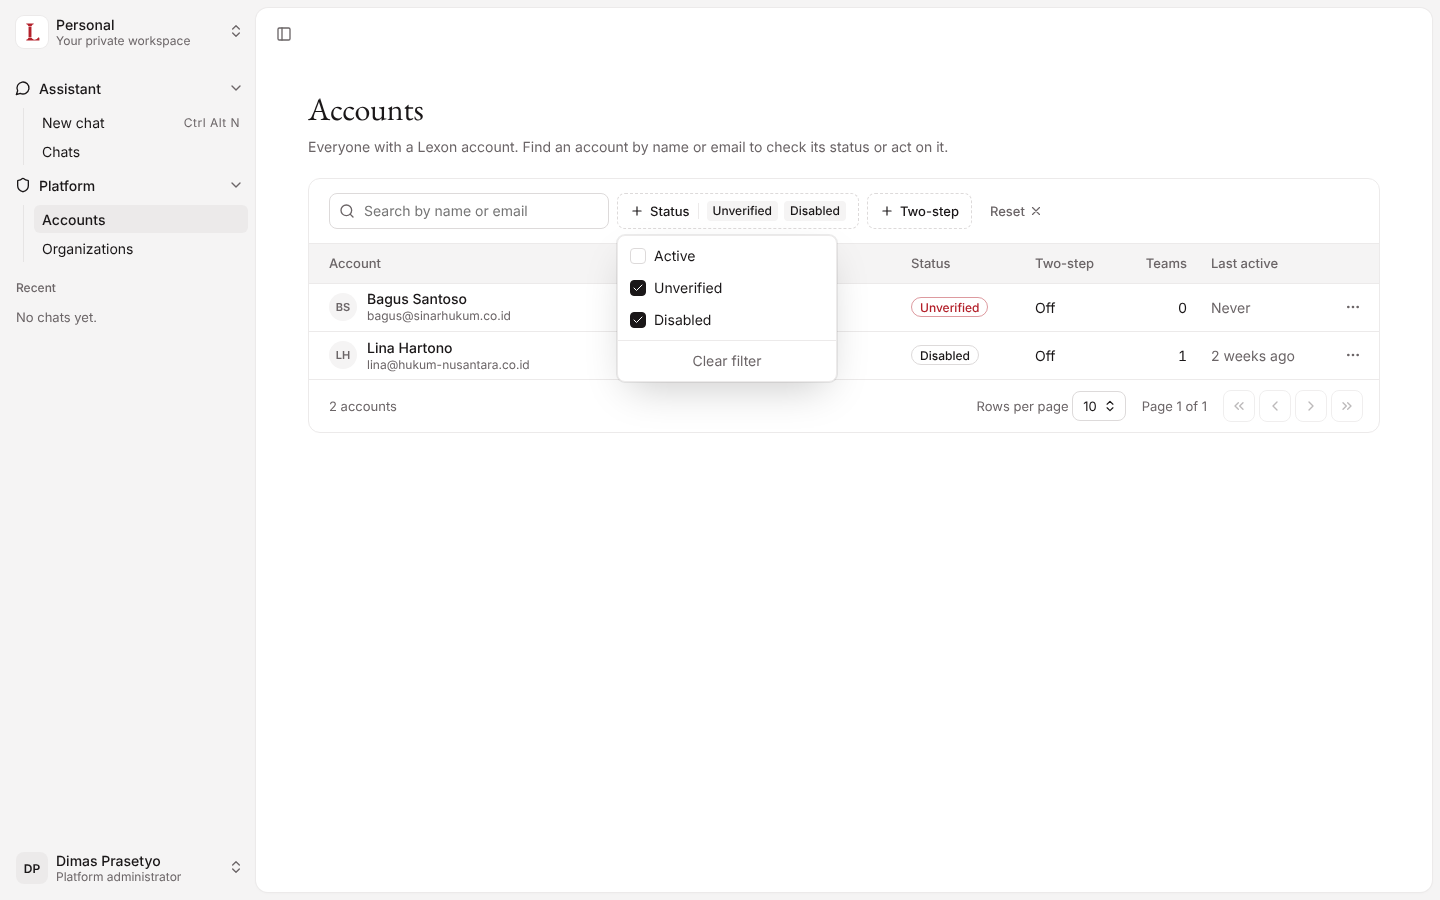 L
Personal
Your private workspace
Assistant
New chat Ctrl Alt N
Chats
Platform
Accounts
Organizations
Recent
No chats yet.
DP
Dimas Prasetyo
Platform administrator
Accounts
Everyone with a Lexon account. Find an account by name or email to check its status or act on it.
Search by name or email Status Unverified Disabled Two-step Reset
Active
Unverified
Disabled
Clear filter
Account Status Two-step Teams Last active
BS Bagus Santoso Unverified Off 0 Never
bagus@sinarhukum.co.id
LH Lina Hartono Disabled Off 1 2 weeks ago
lina@hukum-nusantara.co.id
2 accounts Rows per page 10 Page 1 of 1